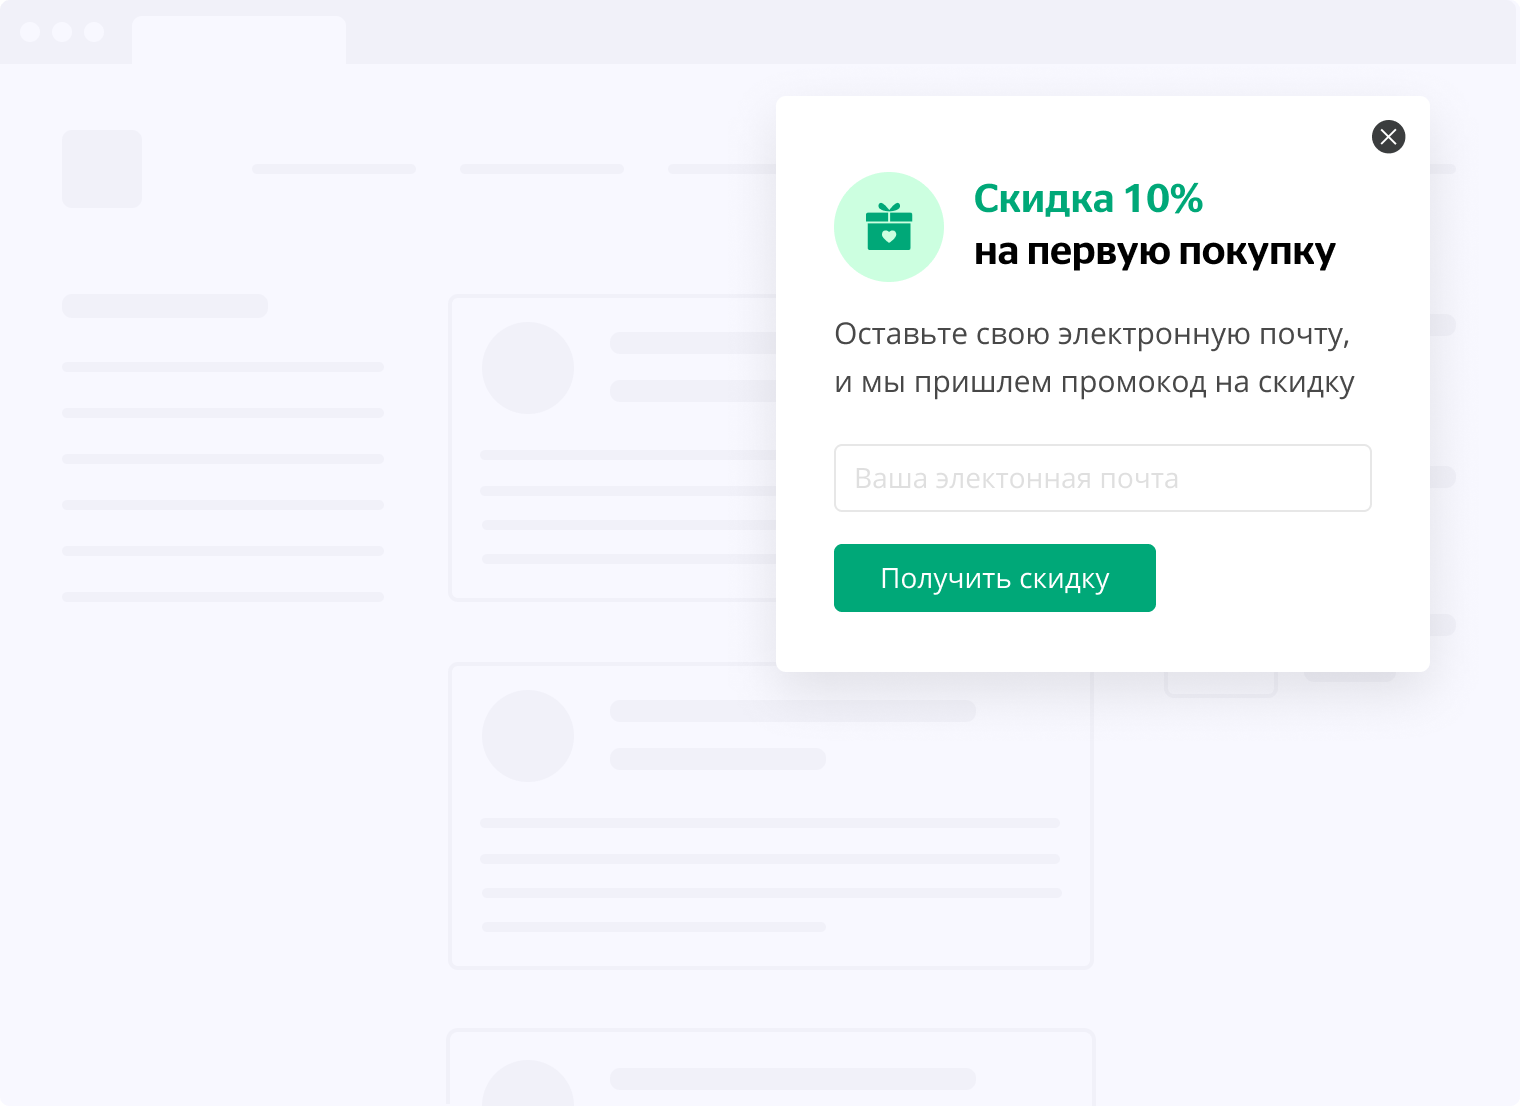 Скидка 10%
на первую покупку
Оставьте свою электронную почту,
и мы пришлем промокод на скидку
Ваша электонная почта
Получить скидку